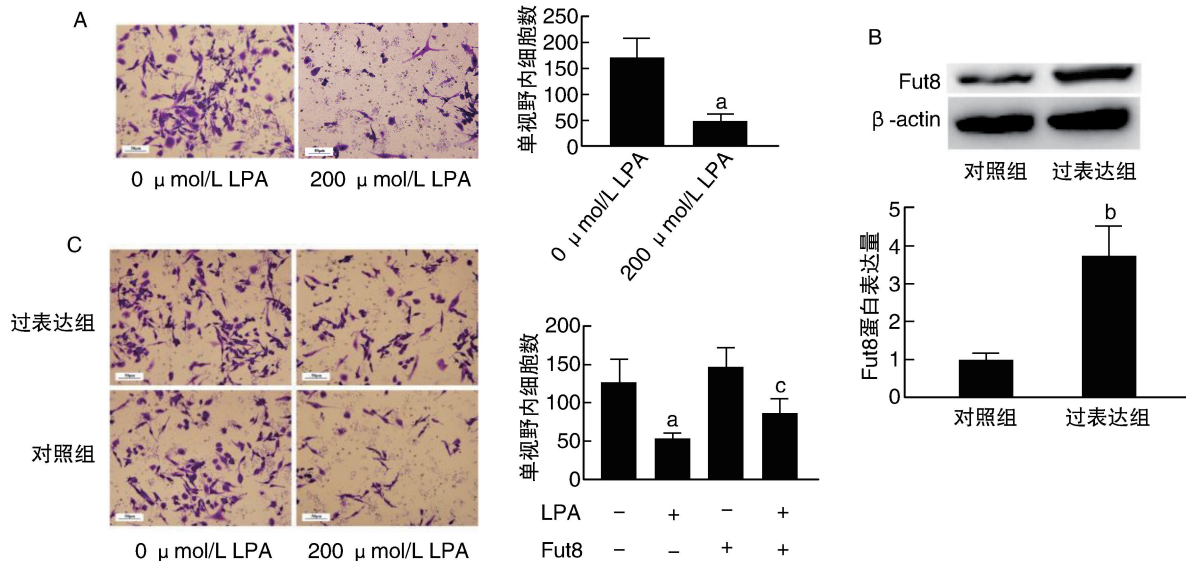 A
0 μmol/L LPA
200 μmol/L LPA
单视野内细胞数
250
200
150
100
50
0
a
0 μmol/L LPA
200 μmol/L LPA
B
Fut8
β-actin
对照组
过表达组
Fut8蛋白表达量
5
4
3
2
1
0
b
对照组
过表达组
C
过表达组
对照组
0 μmol/L LPA
200 μmol/L LPA
单视野内细胞数
200
150
100
50
0
a
c
LPA − + − +
Fut8 − − + +